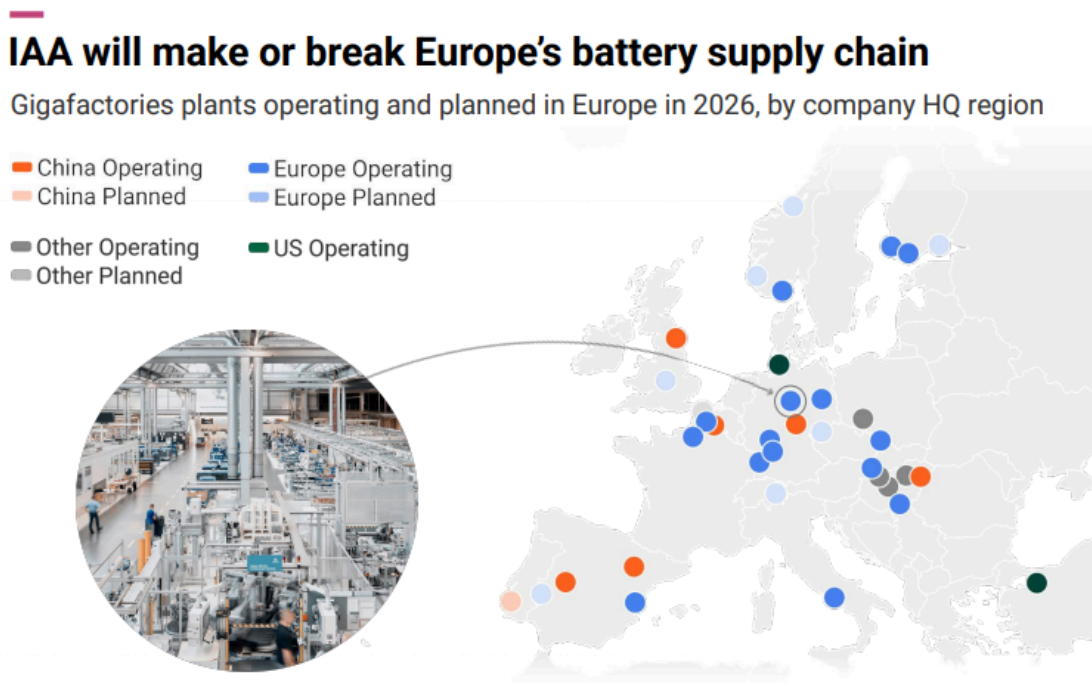 IAA will make or break Europe's battery supply chain
Gigafactories plants operating and planned in Europe in 2026, by company HQ region
China Operating
China Planned
Europe Operating
Europe Planned
Other Operating
Other Planned
US Operating